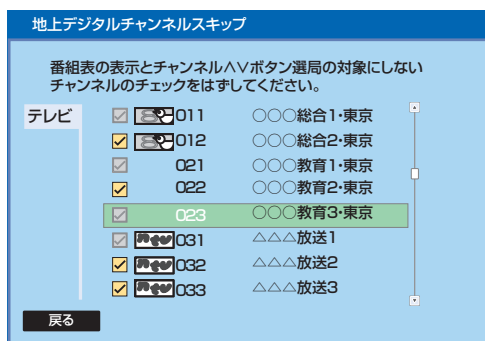 地上デジタルチャンネルスキップ
番組表の表示とチャンネル∧∨ボタン選局の対象にしない
チャンネルのチェックをはずしてください。
テレビ
011 ○○○総合1・東京
012 ○○○総合2・東京
021 ○○○教育1・東京
022 ○○○教育2・東京
023 ○○○教育3・東京
031 △△△放送1
032 △△△放送2
033 △△△放送3
戻る